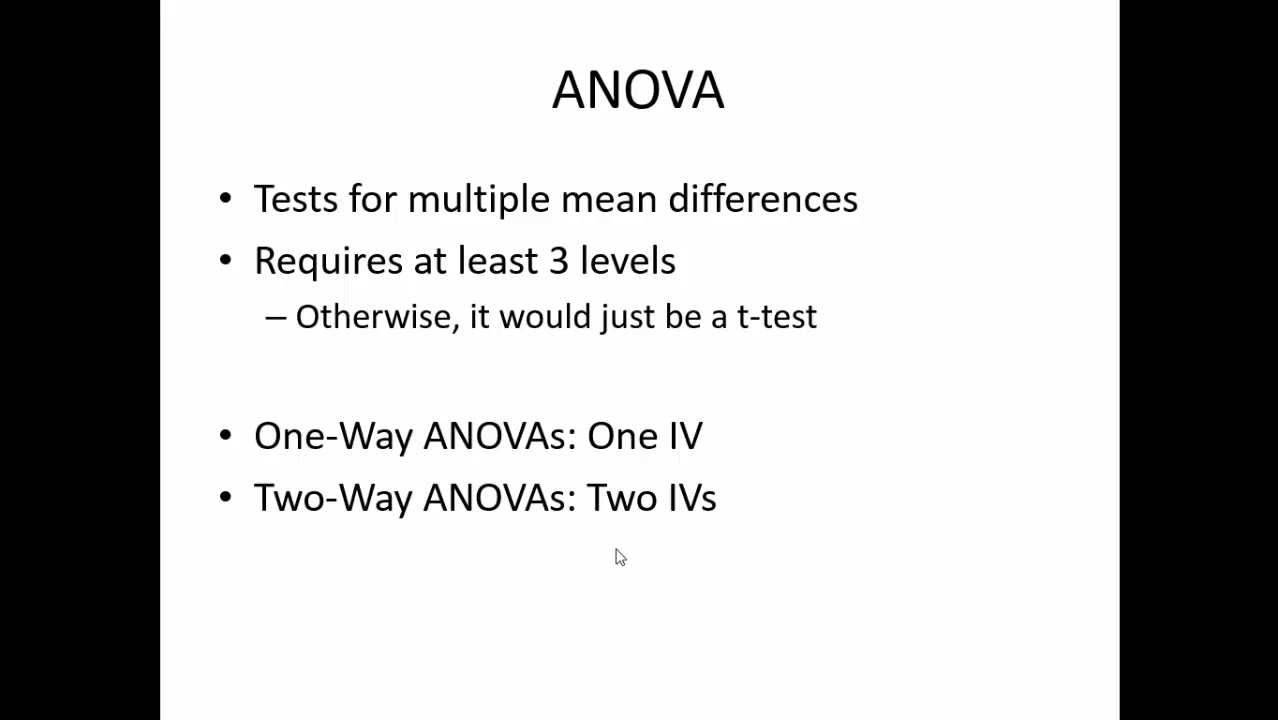 ANOVA
• Tests for multiple mean differences
• Requires at least 3 levels
– Otherwise, it would just be a t-test
• One-Way ANOVAs: One IV
• Two-Way ANOVAs: Two IVs